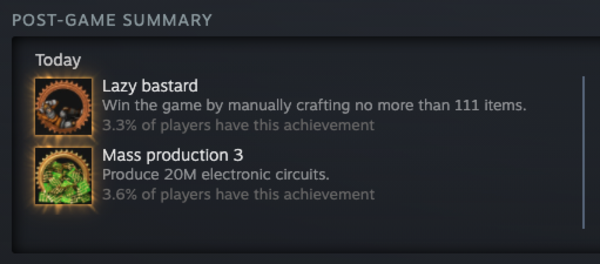 POST-GAME SUMMARY
Today
Lazy bastard
Win the game by manually crafting no more than 111 items.
3.3% of players have this achievement
Mass production 3
Produce 20M electronic circuits.
3.6% of players have this achievement